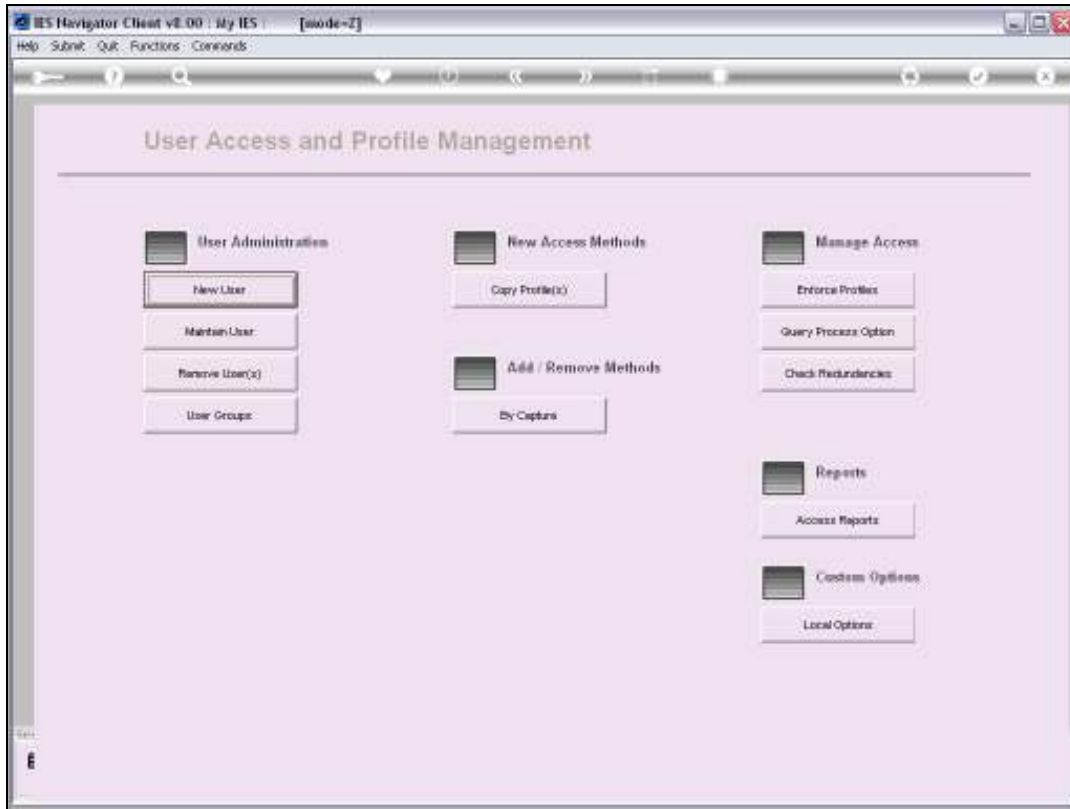 IES Navigator Client v8.00 : My IES : [mode=Z]
Help Submit Quit Functions Commands
User Access and Profile Management
User Administration
New User
Maintain User
Remove User(s)
User Groups
New Access Methods
Copy Profile(s)
Add / Remove Methods
By Capture
Manage Access
Enforce Profiles
Query Process Option
Check Redundancies
Reports
Access Reports
Custom Options
Local Options